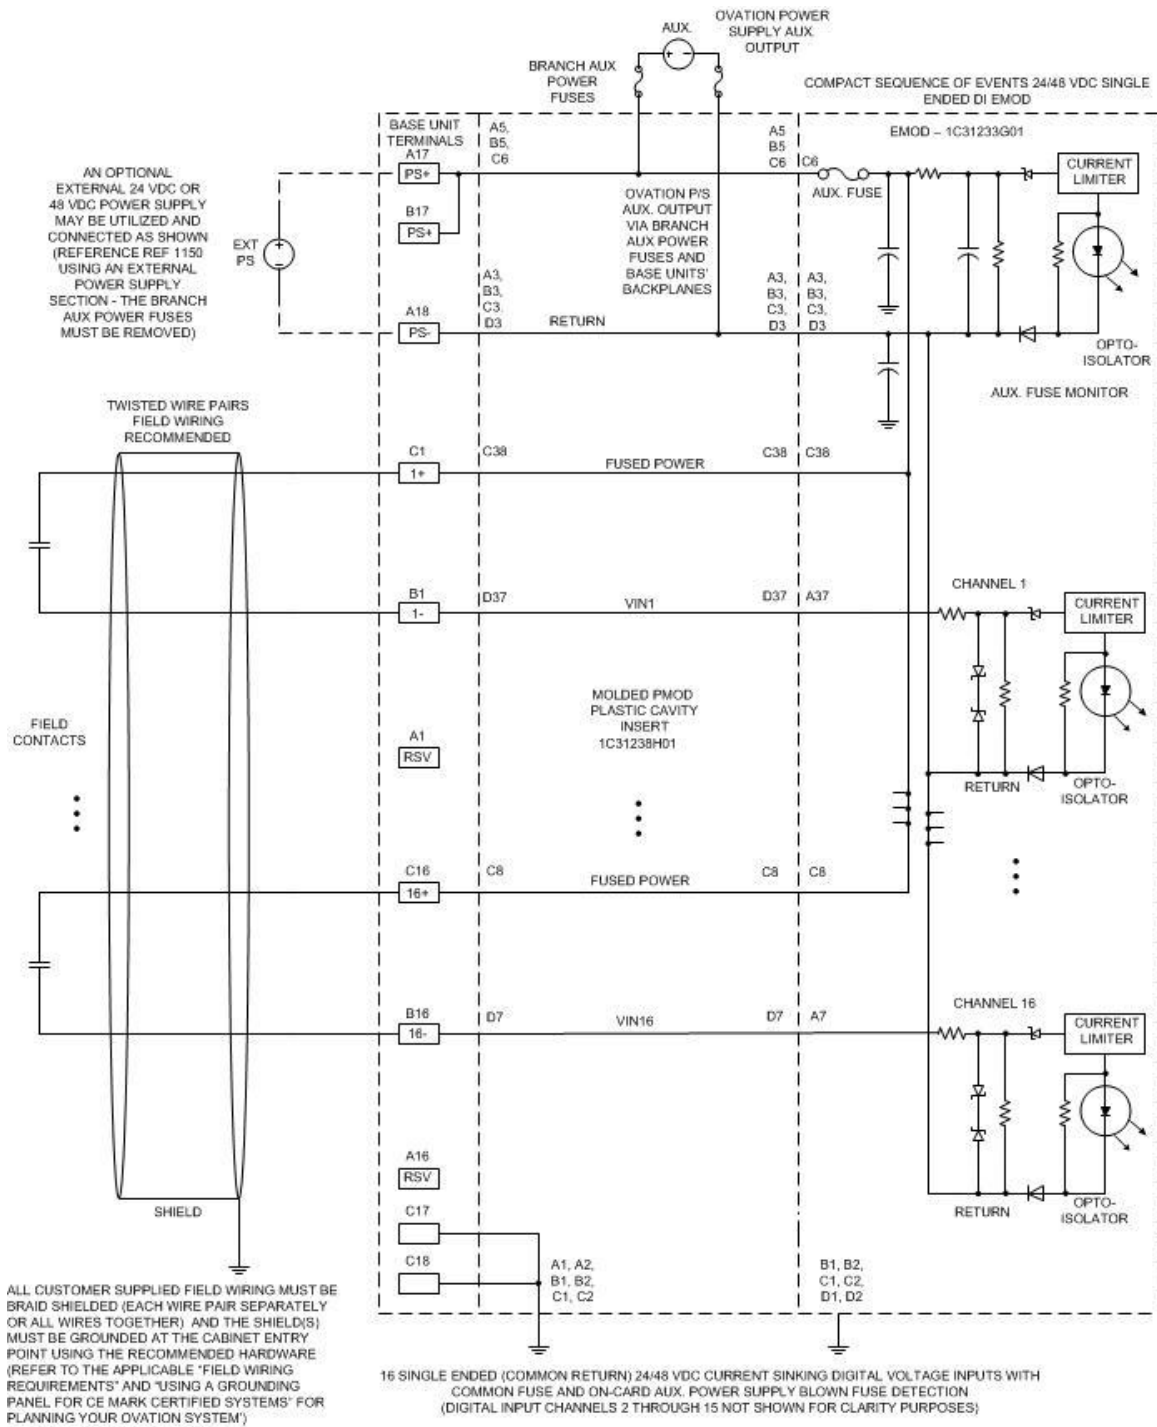 OVATION POWER
SUPPLY AUX
OUTPUT
AUX.
+ -
BRANCH AUX
POWER
FUSES
COMPACT SEQUENCE OF EVENTS 24/48 VDC SINGLE
ENDED DI EMOD
BASE UNIT
TERMINALS
A5,
B5,
C6
A5
B5
C6
C6
EMOD – 1C31233G01
A17
PS+
AUX. FUSE
CURRENT
LIMITER
B17
PS+
AN OPTIONAL
EXTERNAL 24 VDC OR
48 VDC POWER SUPPLY
MAY BE UTILIZED AND
CONNECTED AS SHOWN
(REFERENCE REF 1150
USING AN EXTERNAL
POWER SUPPLY
SECTION - THE BRANCH
AUX POWER FUSES
MUST BE REMOVED)
EXT
PS
+
-
OVATION P/S
AUX. OUTPUT
VIA BRANCH
AUX POWER
FUSES AND
BASE UNITS'
BACKPLANES
A3,
B3,
C3.
D3
A3,
B3,
C3,
D3
A3,
B3,
C3,
D3
A18
PS-
RETURN
OPTO-
ISOLATOR
AUX. FUSE MONITOR
TWISTED WIRE PAIRS
FIELD WIRING
RECOMMENDED
C1
1+
C38
FUSED POWER
C38
C38
B1
1-
D37
VIN1
D37
A37
CHANNEL 1
CURRENT
LIMITER
FIELD
CONTACTS
MOLDED PMOD
PLASTIC CAVITY
INSERT
1C31238H01
A1
RSV
RETURN
OPTO-
ISOLATOR
C16
16+
C8
FUSED POWER
C8
C8
B16
16-
D7
VIN16
D7
A7
CHANNEL 16
CURRENT
LIMITER
A16
RSV
SHIELD
RETURN
OPTO-
ISOLATOR
C17
C18
A1, A2,
B1, B2,
C1, C2
B1, B2,
C1, C2,
D1, D2
ALL CUSTOMER SUPPLIED FIELD WIRING MUST BE
BRAID SHIELDED (EACH WIRE PAIR SEPARATELY
OR ALL WIRES TOGETHER) AND THE SHIELD(S)
MUST BE GROUNDED AT THE CABINET ENTRY
POINT USING THE RECOMMENDED HARDWARE
(REFER TO THE APPLICABLE "FIELD WIRING
REQUIREMENTS" AND "USING A GROUNDING
PANEL FOR CE MARK CERTIFIED SYSTEMS" FOR
PLANNING YOUR OVATION SYSTEM')
16 SINGLE ENDED (COMMON RETURN) 24/48 VDC CURRENT SINKING DIGITAL VOLTAGE INPUTS WITH
COMMON FUSE AND ON-CARD AUX. POWER SUPPLY BLOWN FUSE DETECTION
(DIGITAL INPUT CHANNELS 2 THROUGH 15 NOT SHOWN FOR CLARITY PURPOSES)